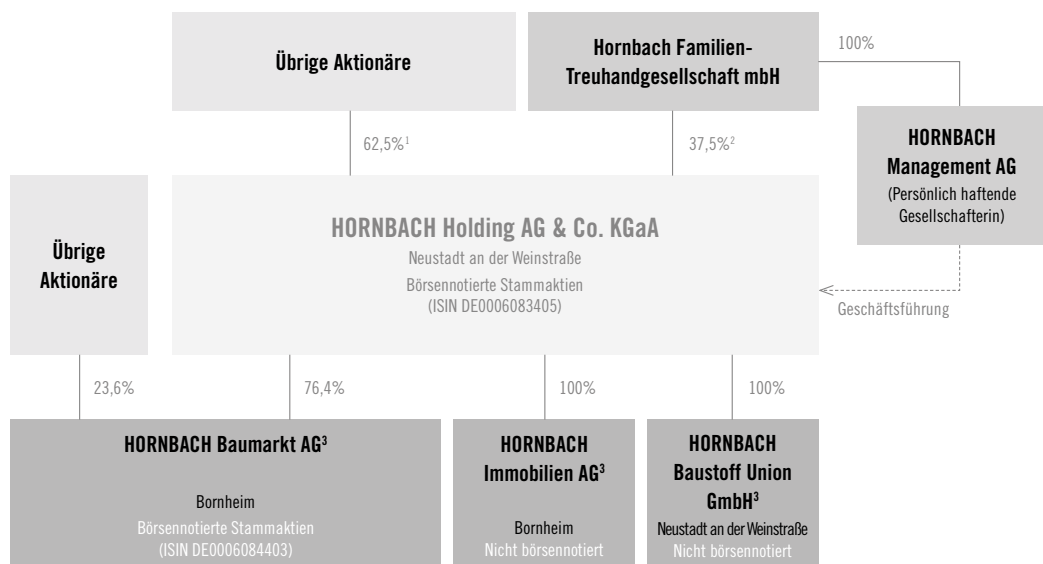 Übrige Aktionäre
Hornbach Familien-
Treuhandgesellschaft mbH
100%
62,5%¹
37,5%²
HORNBACH
Management AG
(Persönlich haftende
Gesellschafterin)
Übrige
Aktionäre
HORNBACH Holding AG & Co. KGaA
Neustadt an der Weinstraße
Börsennotierte Stammaktien
(ISIN DE0006083405)
Geschäftsführung
23,6%
76,4%
100%
100%
HORNBACH Baumarkt AG³
Bornheim
Börsennotierte Stammaktien
(ISIN DE0006084403)
HORNBACH
Immobilien AG³
Bornheim
Nicht börsennotiert
HORNBACH
Baustoff Union
GmbH³
Neustadt an der Weinstraße
Nicht börsennotiert